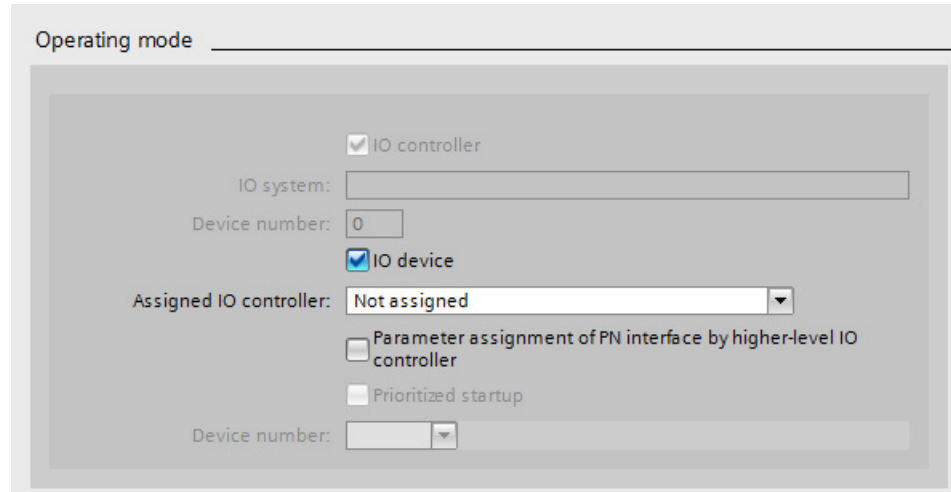 Operating mode
IO controller
IO system:
Device number: 0
IO device
Assigned IO controller: Not assigned
Parameter assignment of PN interface by higher-level IO
controller
Prioritized startup
Device number: